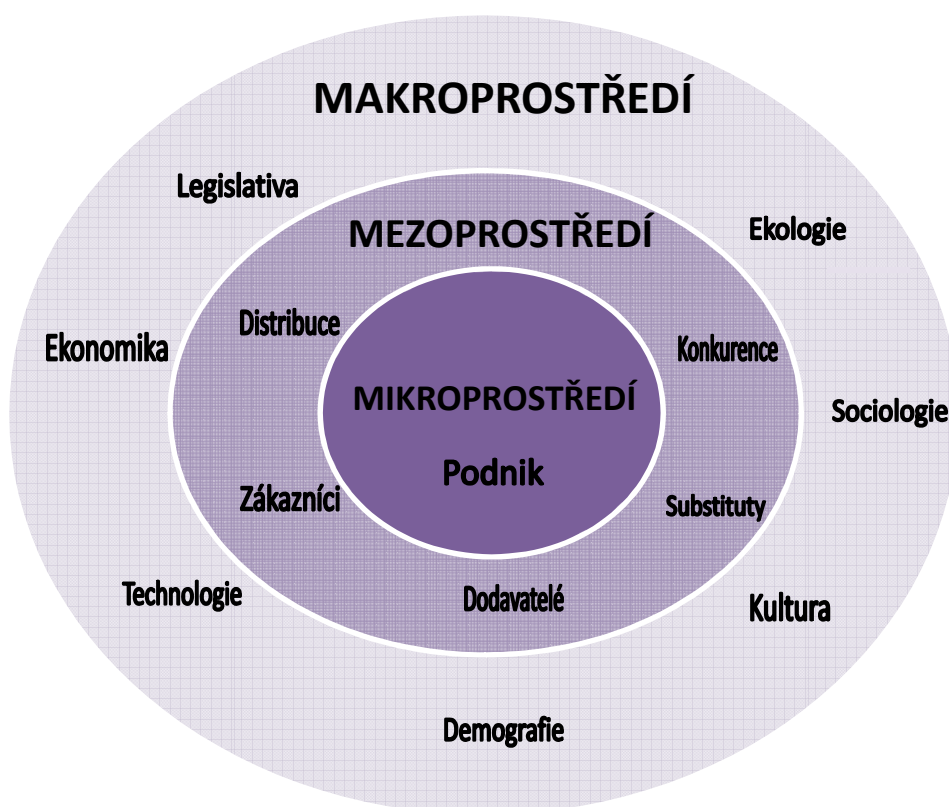 MAKROPROSTŘEDÍ
Legislativa
Ekologie
MEZOPROSTŘEDÍ
Distribuce
Ekonomika
Konkurence
MIKROPROSTŘEDÍ
Sociologie
Podnik
Zákazníci
Substituty
Technologie
Dodavatelé
Kultura
Demografie